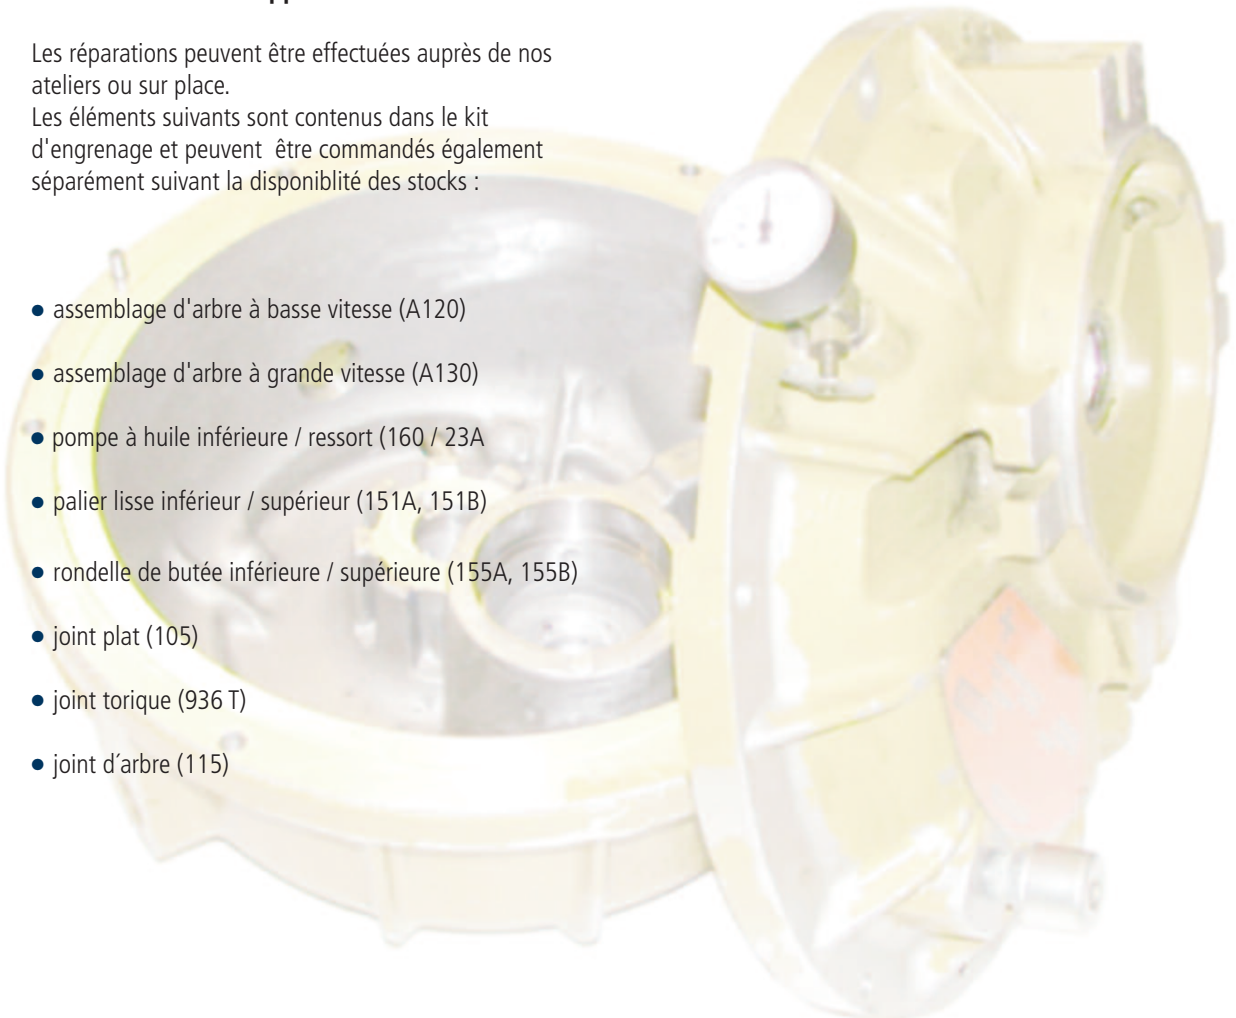 Les réparations peuvent être effectuées auprès de nos
ateliers ou sur place.
Les éléments suivants sont contenus dans le kit
d'engrenage et peuvent  être commandés également
séparément suivant la disponiblité des stocks :
● assemblage d'arbre à basse vitesse (A120)
● assemblage d'arbre à grande vitesse (A130)
● pompe à huile inférieure / ressort (160 / 23A
● palier lisse inférieur / supérieur (151A, 151B)
● rondelle de butée inférieure / supérieure (155A, 155B)
● joint plat (105)
● joint torique (936 T)
● joint d´arbre (115)